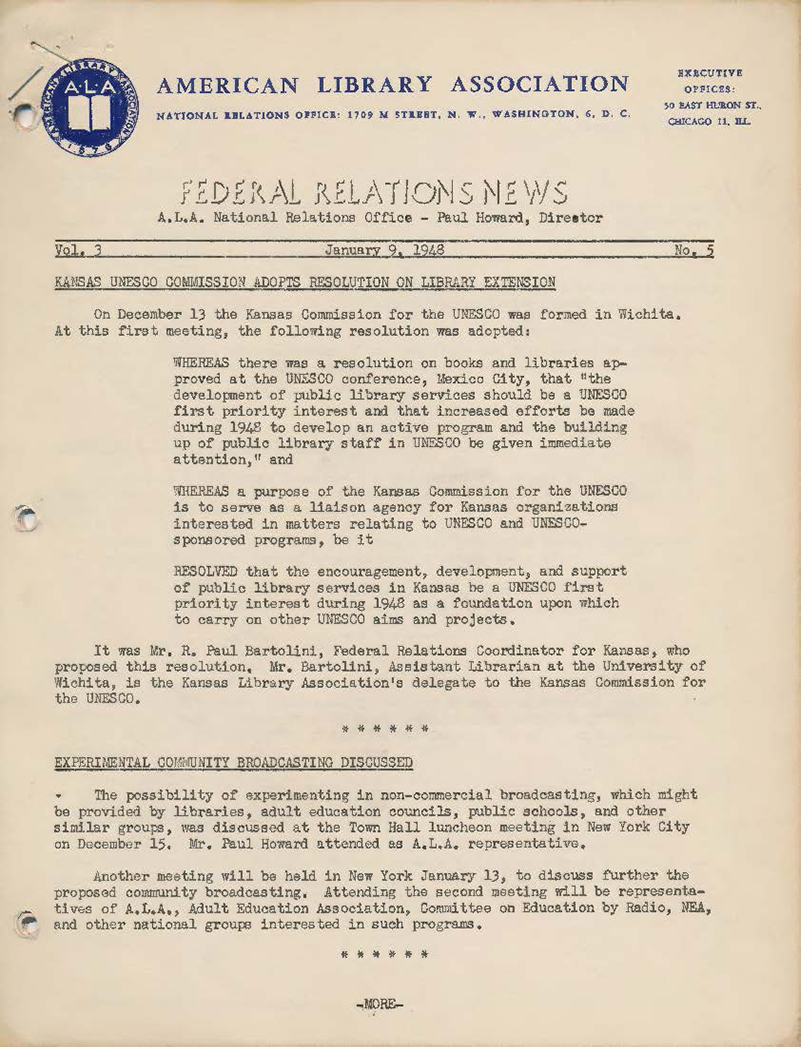 AMERICAN LIBRARY ASSOCIATION
A·L·A
1876
AMERICAN LIBRARY ASSOCIATION
NATIONAL RELATIONS OFFICE: 1709 M STREET, N. W., WASHINGTON, 6, D. C.
EXECUTIVE
OFFICES:
50 EAST HURON ST.,
CHICAGO 11, ILL.
FEDERAL RELATIONS NEWS
A.L.A. National Relations Office - Paul Howard, Director
Vol. 3 January 9, 1948 No. 5
KANSAS UNESCO COMMISSION ADOPTS RESOLUTION ON LIBRARY EXTENSION
On December 13 the Kansas Commission for the UNESCO was formed in Wichita.
At this first meeting, the following resolution was adopted:
WHEREAS there was a resolution on books and libraries ap-
proved at the UNESCO conference, Mexico City, that "the
development of public library services should be a UNESCO
first priority interest and that increased efforts be made
during 1948 to develop an active program and the building
up of public library staff in UNESCO be given immediate
attention," and
WHEREAS a purpose of the Kansas Commission for the UNESCO
is to serve as a liaison agency for Kansas organizations
interested in matters relating to UNESCO and UNESCO-
sponsored programs, be it
RESOLVED that the encouragement, development, and support
of public library services in Kansas be a UNESCO first
priority interest during 1948 as a foundation upon which
to carry on other UNESCO aims and projects.
It was Mr. R. Paul Bartolini, Federal Relations Coordinator for Kansas, who
proposed this resolution. Mr. Bartolini, Assistant Librarian at the University of
Wichita, is the Kansas Library Association's delegate to the Kansas Commission for
the UNESCO.
* * * * * *
EXPERIMENTAL COMMUNITY BROADCASTING DISCUSSED
The possibility of experimenting in non-commercial broadcasting, which might
be provided by libraries, adult education councils, public schools, and other
similar groups, was discussed at the Town Hall luncheon meeting in New York City
on December 15. Mr. Paul Howard attended as A.L.A. representative.
Another meeting will be held in New York January 13, to discuss further the
proposed community broadcasting. Attending the second meeting will be representa-
tives of A.L.A., Adult Education Association, Committee on Education by Radio, NEA,
and other national groups interested in such programs.
* * * * * *
-MORE-